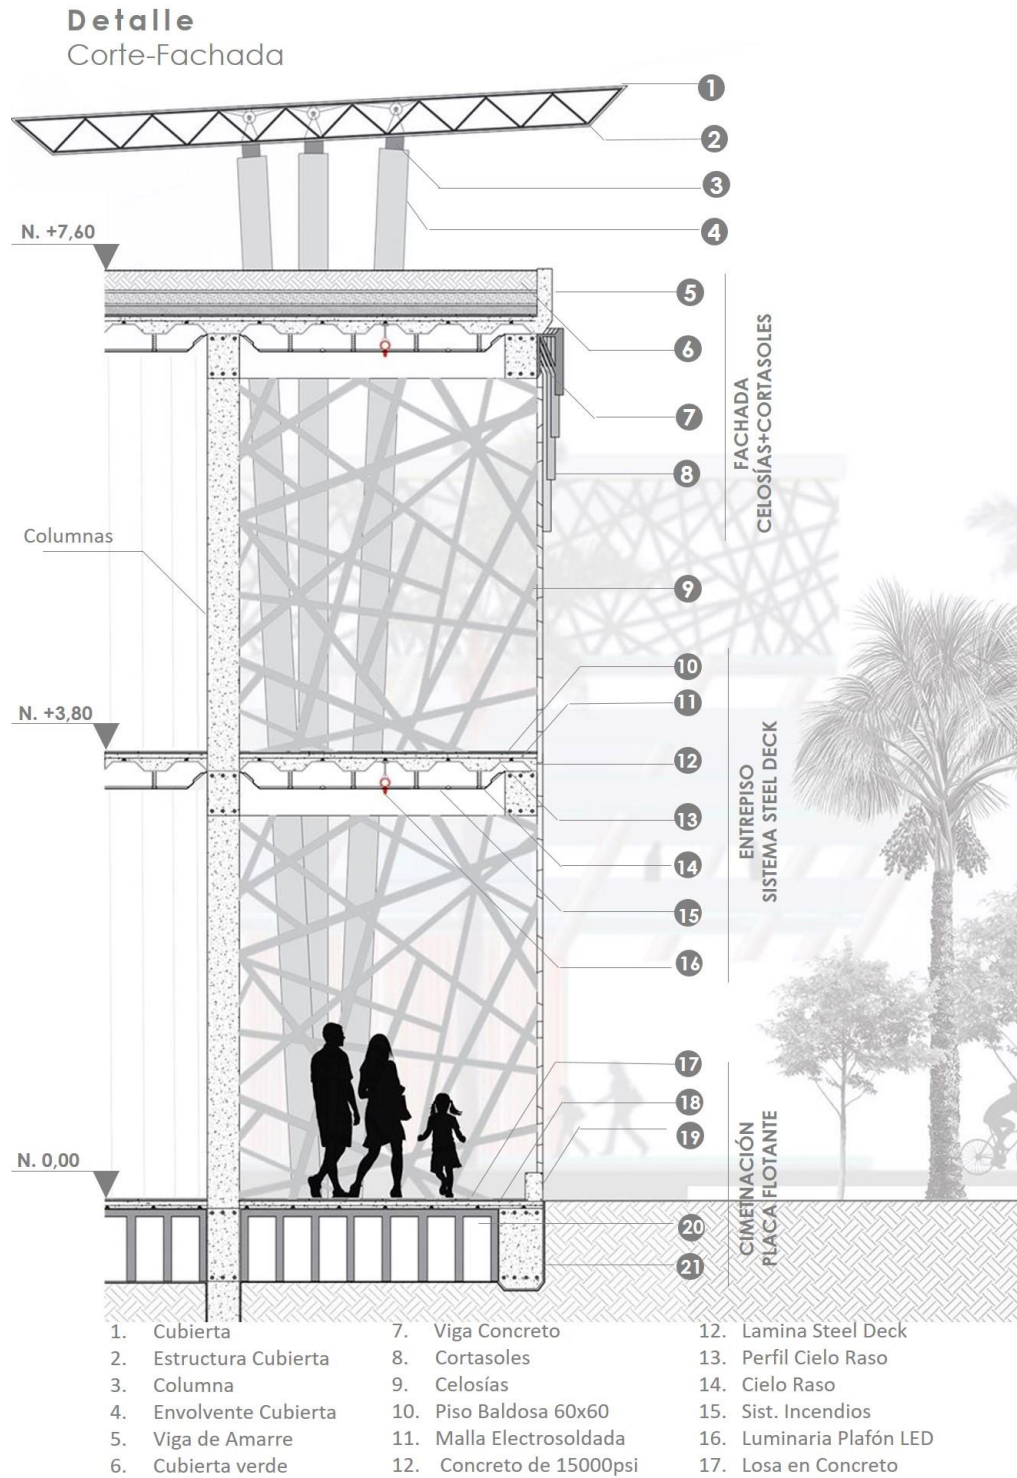 Detalle
Corte-Fachada
1
2
3
4
N. +7,60
5
6
7
8
FACHADA
CELOSÍAS+CORTASOLES
Columnas
9
10
11
N. +3,80
12
13
14
15
16
ENTREPISO
SISTEMA STEEL DECK
17
18
19
N. 0,00
20
21
CIMETNACIÓN
PLACA FLOTANTE
1. Cubierta
2. Estructura Cubierta
3. Columna
4. Envolvente Cubierta
5. Viga de Amarre
6. Cubierta verde
7. Viga Concreto
8. Cortasoles
9. Celosías
10. Piso Baldosa 60x60
11. Malla Electrosoldada
12. Concreto de 15000psi
12. Lamina Steel Deck
13. Perfil Cielo Raso
14. Cielo Raso
15. Sist. Incendios
16. Luminaria Plafón LED
17. Losa en Concreto